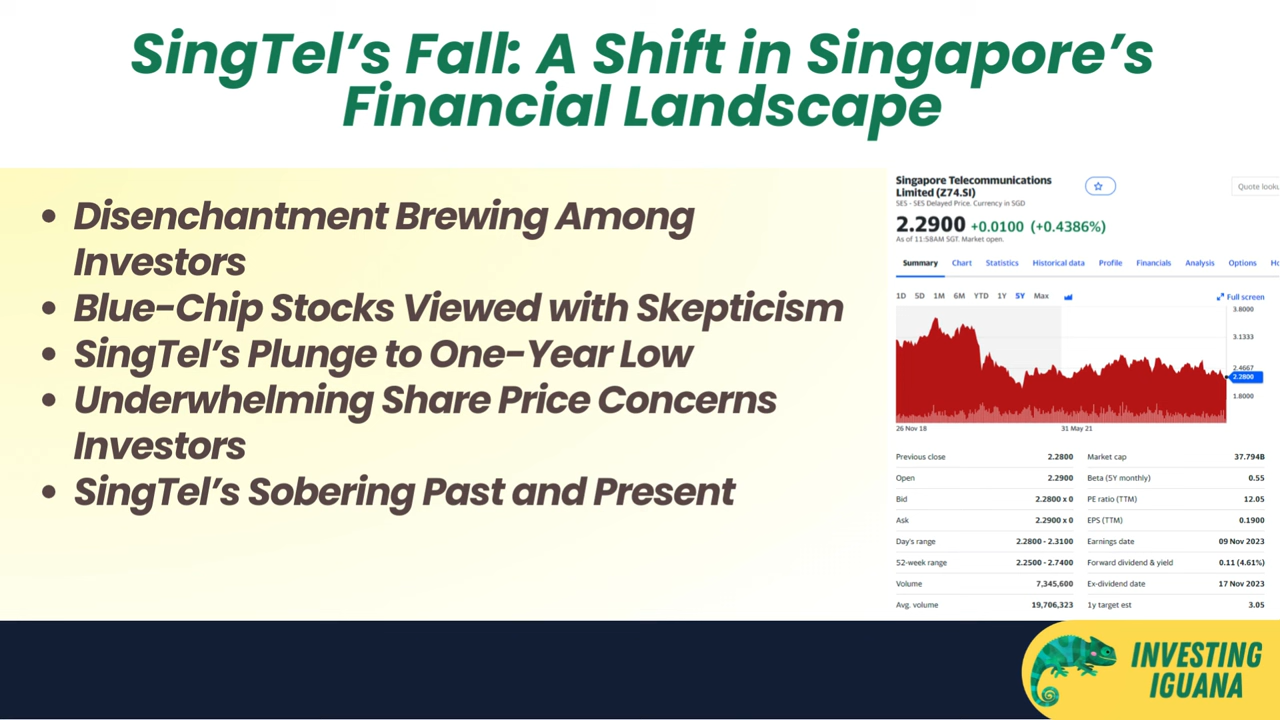 SingTel's Fall: A Shift in Singapore's
Financial Landscape
• Disenchantment Brewing Among
Investors
• Blue-Chip Stocks Viewed with Skepticism
• SingTel's Plunge to One-Year Low
• Underwhelming Share Price Concerns
Investors
• SingTel's Sobering Past and Present
Singapore Telecommunications
Limited (Z74.SI)
Quote looku
SES - SES Delayed Price. Currency in SGD
2.2900 +0.0100 (+0.4386%)
As of 11:58AM SGT. Market open.
Summary Chart Statistics Historical data Profile Financials Analysis Options Ho
1D 5D 1M 6M YTD 1Y 5Y Max Full screen
3.8000
3.1333
2.4667
2.2800
1.8000
26 Nov 18 31 May 21
Previous close 2.2800 Market cap 37.794B
Open 2.2900 Beta (5Y monthly) 0.55
Bid 2.2800 x 0 PE ratio (TTM) 12.05
Ask 2.2900 x 0 EPS (TTM) 0.1900
Day's range 2.2800 - 2.3100 Earnings date 09 Nov 2023
52-week range 2.2500 - 2.7400 Forward dividend & yield 0.11 (4.61%)
Volume 7,345,600 Ex-dividend date 17 Nov 2023
Avg. volume 19,706,323 1y target est 3.05
INVESTING
IGUANA